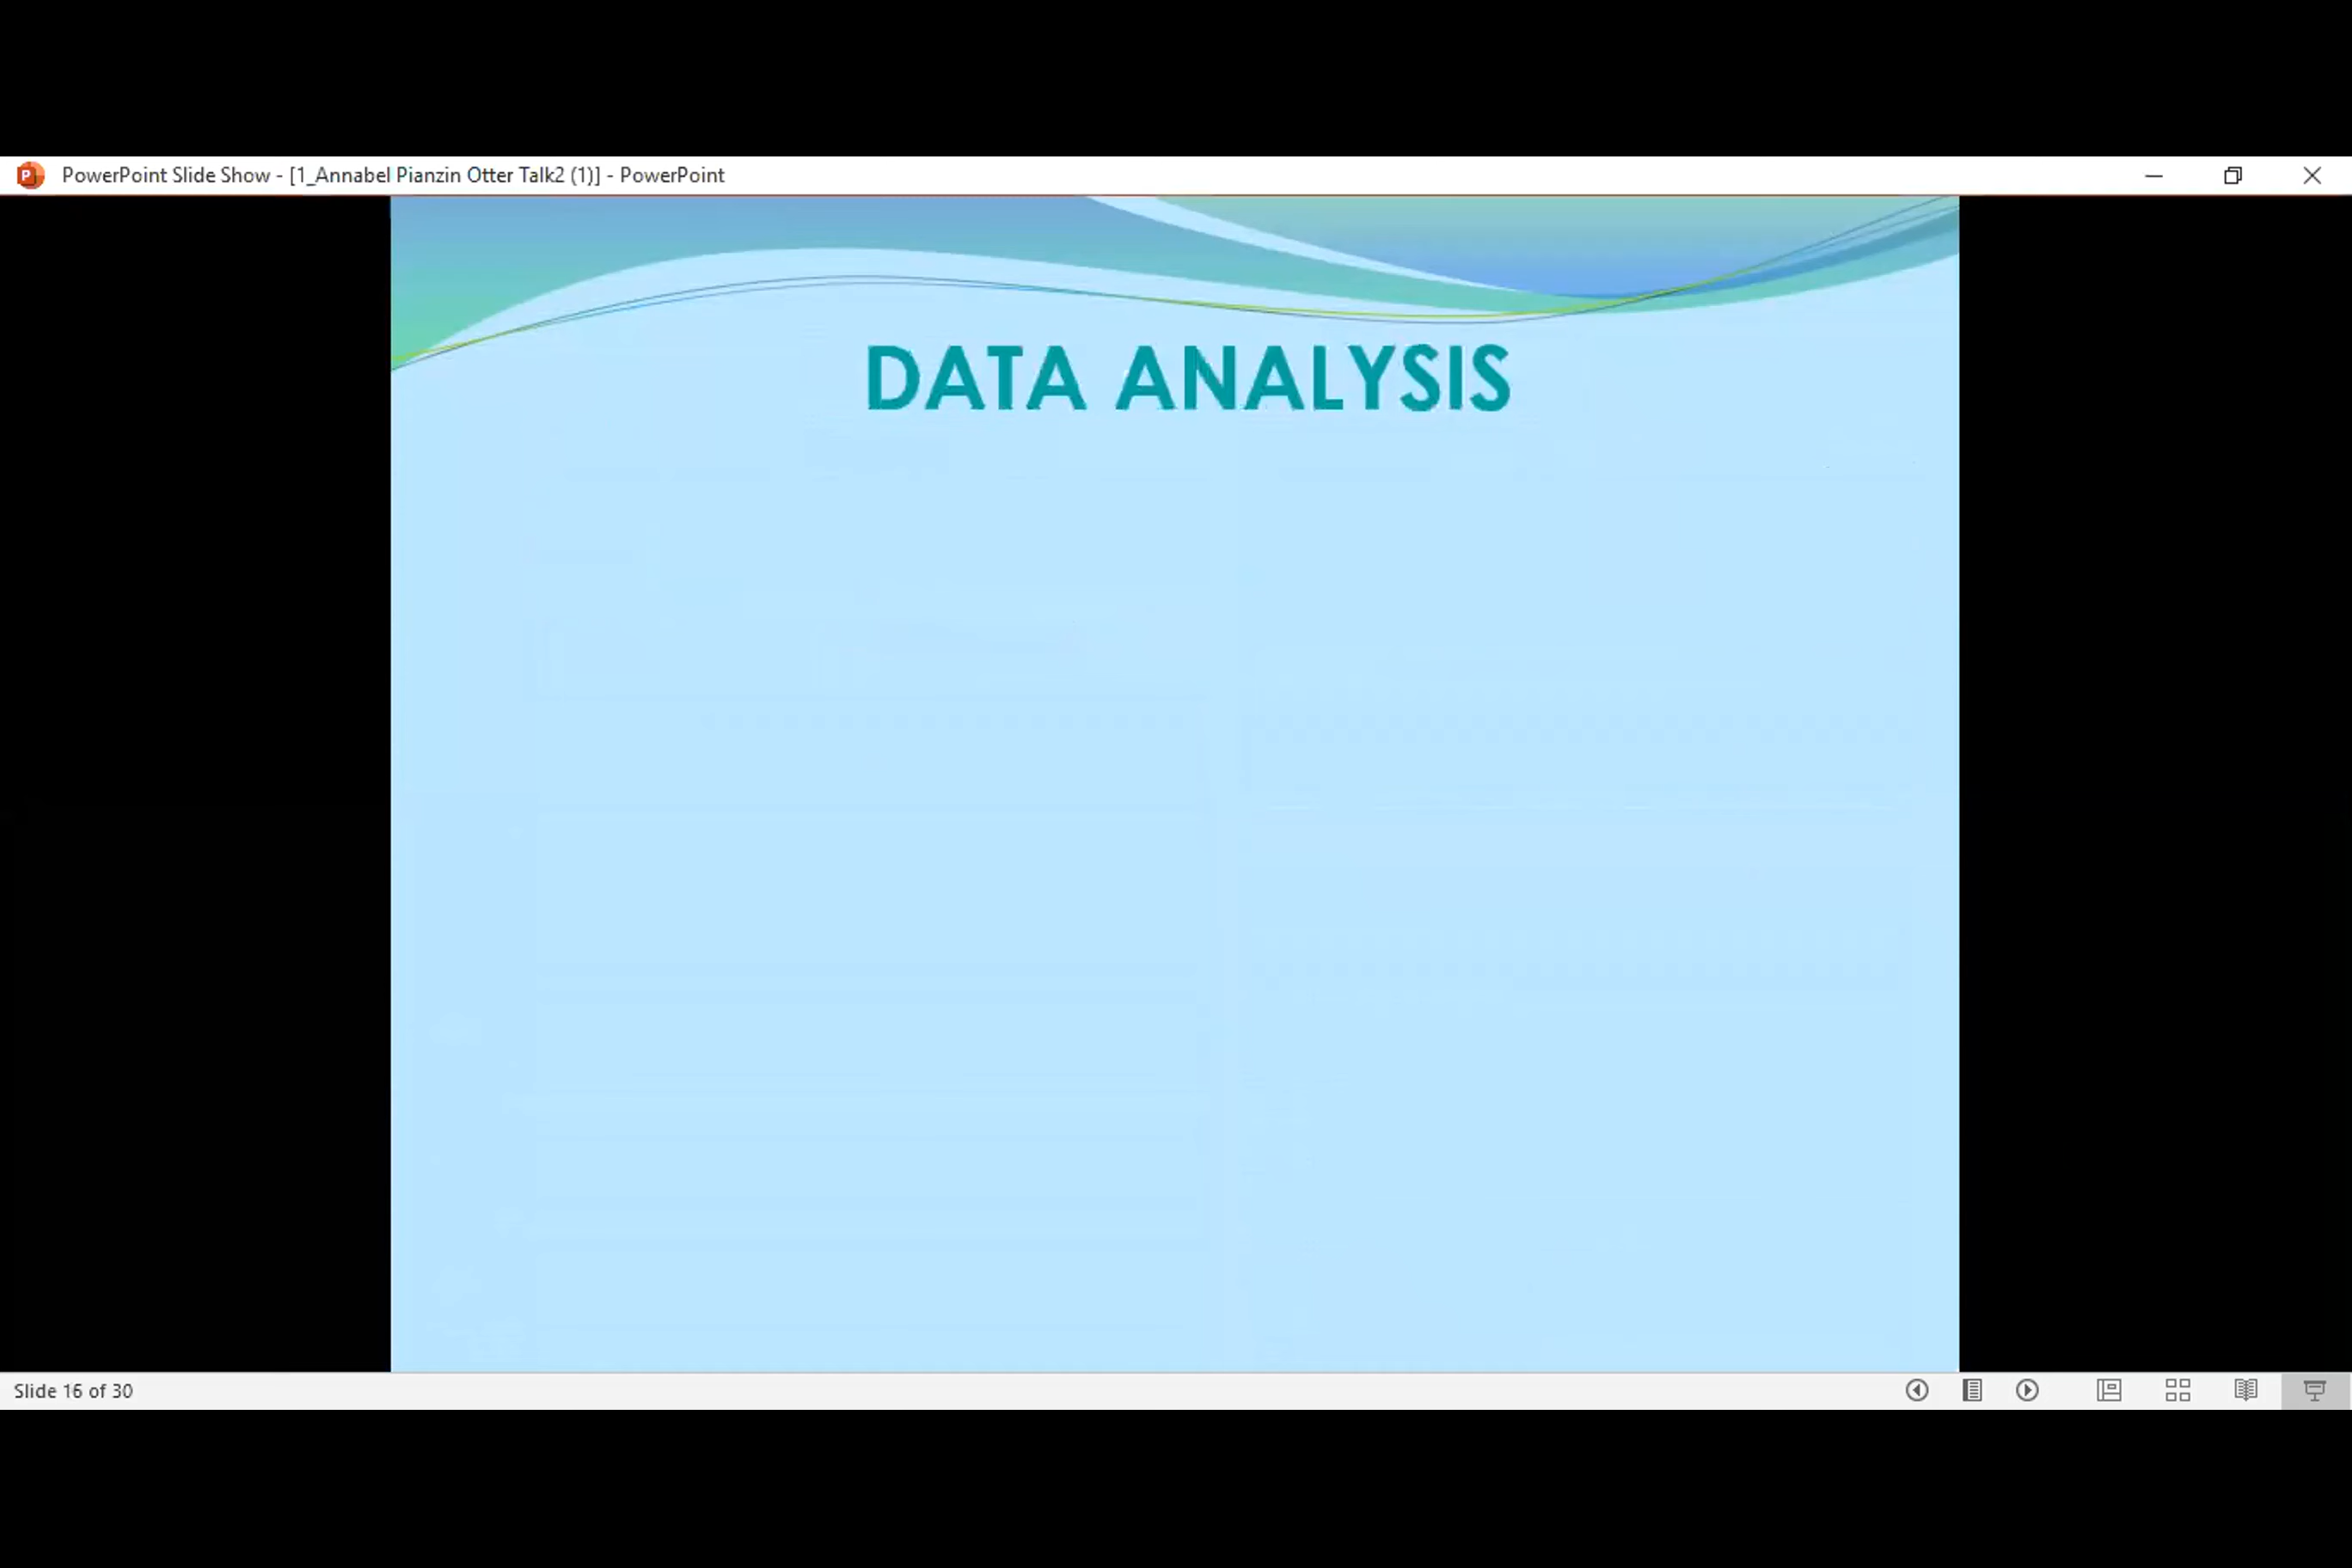 PowerPoint Slide Show - [1_Annabel Pianzin Otter Talk2 (1)] - PowerPoint
DATA ANALYSIS
Slide 16 of 30